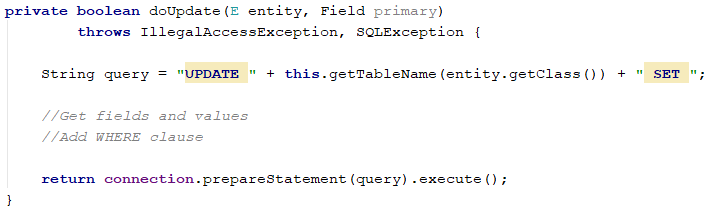 private boolean doUpdate(E entity, Field primary)
        throws IllegalAccessException, SQLException {
    String query = "UPDATE " + this.getTableName(entity.getClass()) + " SET ";
    //Get fields and values
    //Add WHERE clause
    return connection.prepareStatement(query).execute();
}